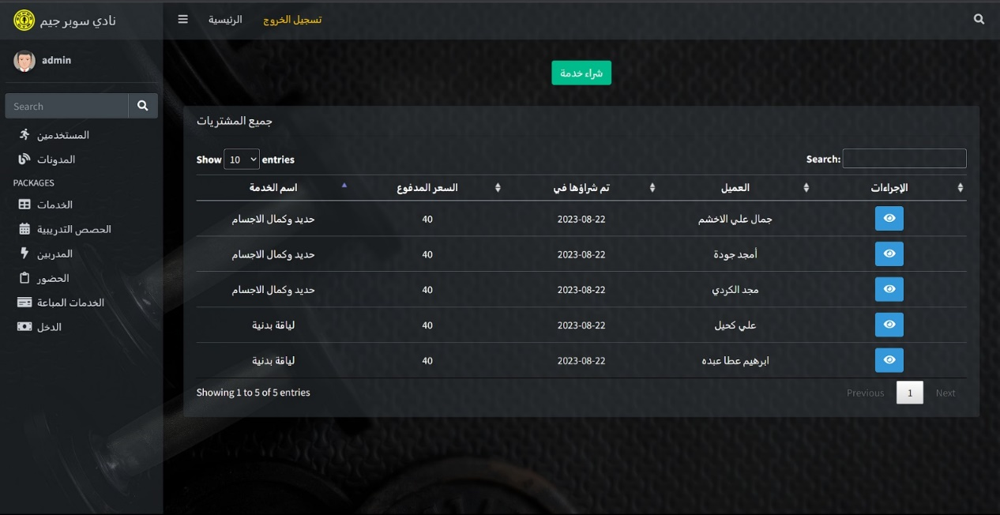 نادي سوبر جيم
الرئيسية
تسجيل الخروج
admin
Search
المستخدمين
المدونات
PACKAGES
الخدمات
الحصص التدريبية
المدربين
الحضور
الخدمات المباعة
الدخل
شراء خدمة
جميع المشتريات
Show 10 entries
Search:
اسم الخدمة السعر المدفوع تم شراؤها في العميل الإجراءات
حديد وكمال الاجسام 40 2023-08-22 جمال علي الاخشم
حديد وكمال الاجسام 40 2023-08-22 أمجد جودة
حديد وكمال الاجسام 40 2023-08-22 مجد الكردي
لياقة بدنية 40 2023-08-22 علي كحيل
لياقة بدنية 40 2023-08-22 ابرهيم عطا عبده
Showing 1 to 5 of 5 entries
Previous 1 Next